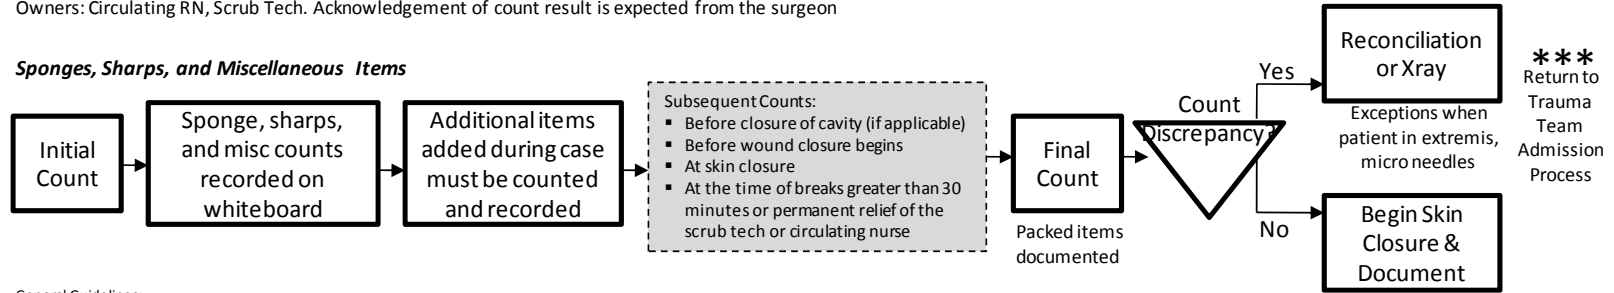 Owners: Circulating RN, Scrub Tech. Acknowledgement of count result is expected from the surgeon
Sponges, Sharps, and Miscellaneous Items
Initial
Count
Sponge, sharps,
and misc counts
recorded on
whiteboard
Additional items
added during case
must be counted
and recorded
Subsequent Counts:
▪ Before closure of cavity (if applicable)
▪ Before wound closure begins
▪ At skin closure
▪ At the time of breaks greater than 30
minutes or permanent relief of the
scrub tech or circulating nurse
Final
Count
Packed items
documented
Count
Discrepancy?
Yes
Reconciliation
or Xray
Exceptions when
patient in extremis,
micro needles
No
Begin Skin
Closure &
Document
***
Return to
Trauma
Team
Admission
Process